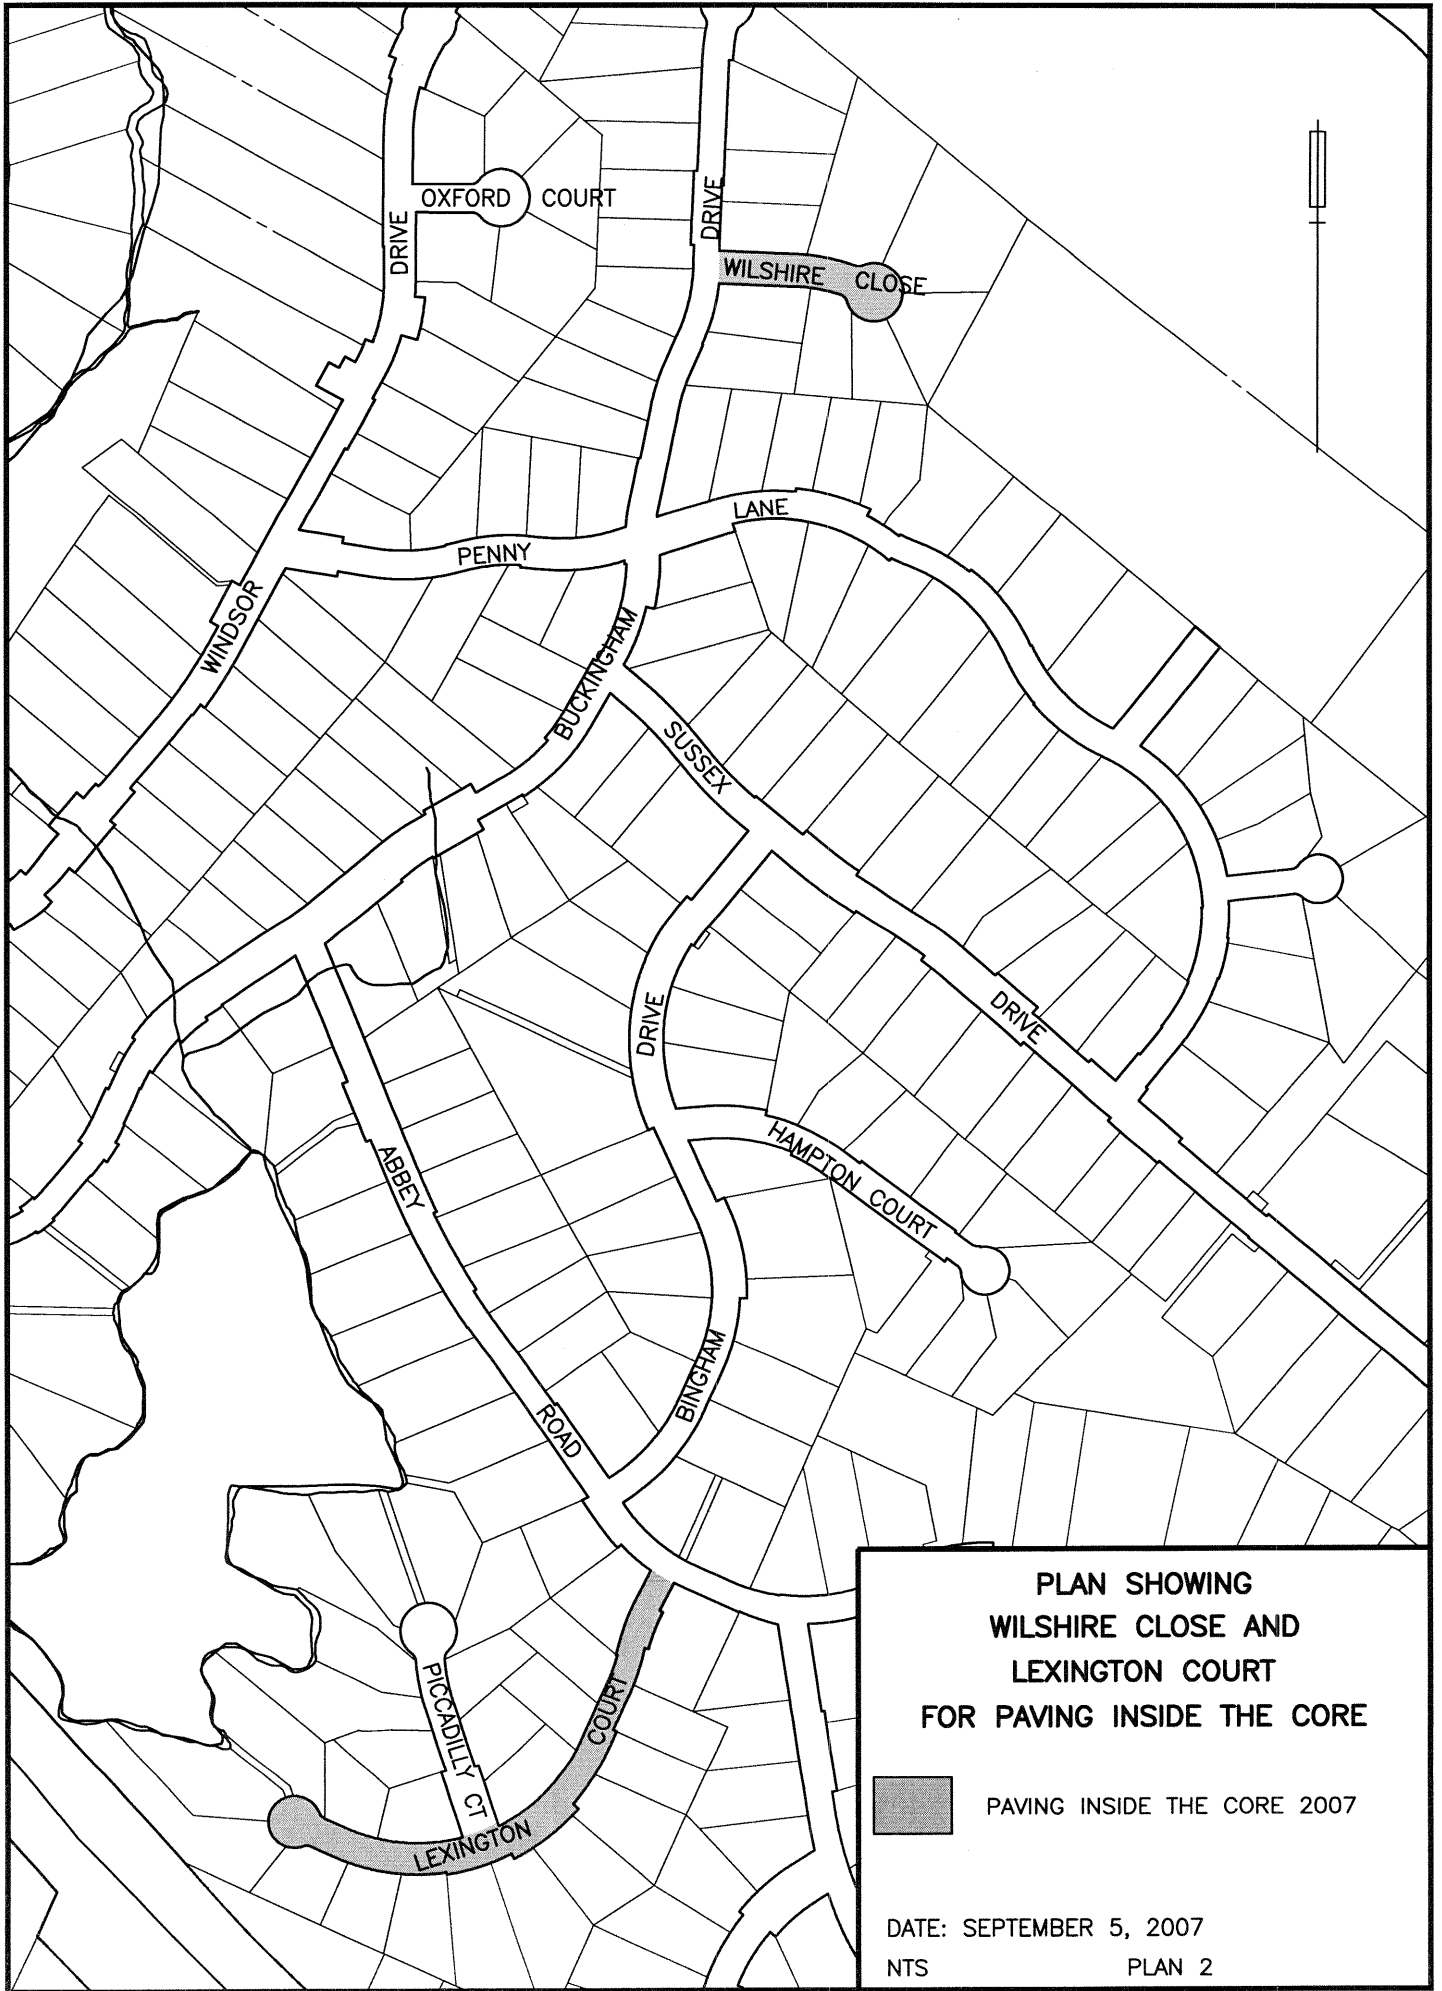 OXFORD COURT
DRIVE
DRIVE
WILSHIRE CLOSE
LANE
PENNY
WINDSOR
BUCKINGHAM
SUSSEX
DRIVE
DRIVE
HAMPTON COURT
ABBEY
BINGHAM
ROAD
PICCADILLY CT
COURT
LEXINGTON
PLAN SHOWING
WILSHIRE CLOSE AND
LEXINGTON COURT
FOR PAVING INSIDE THE CORE
PAVING INSIDE THE CORE 2007
DATE: SEPTEMBER 5, 2007
NTS PLAN 2